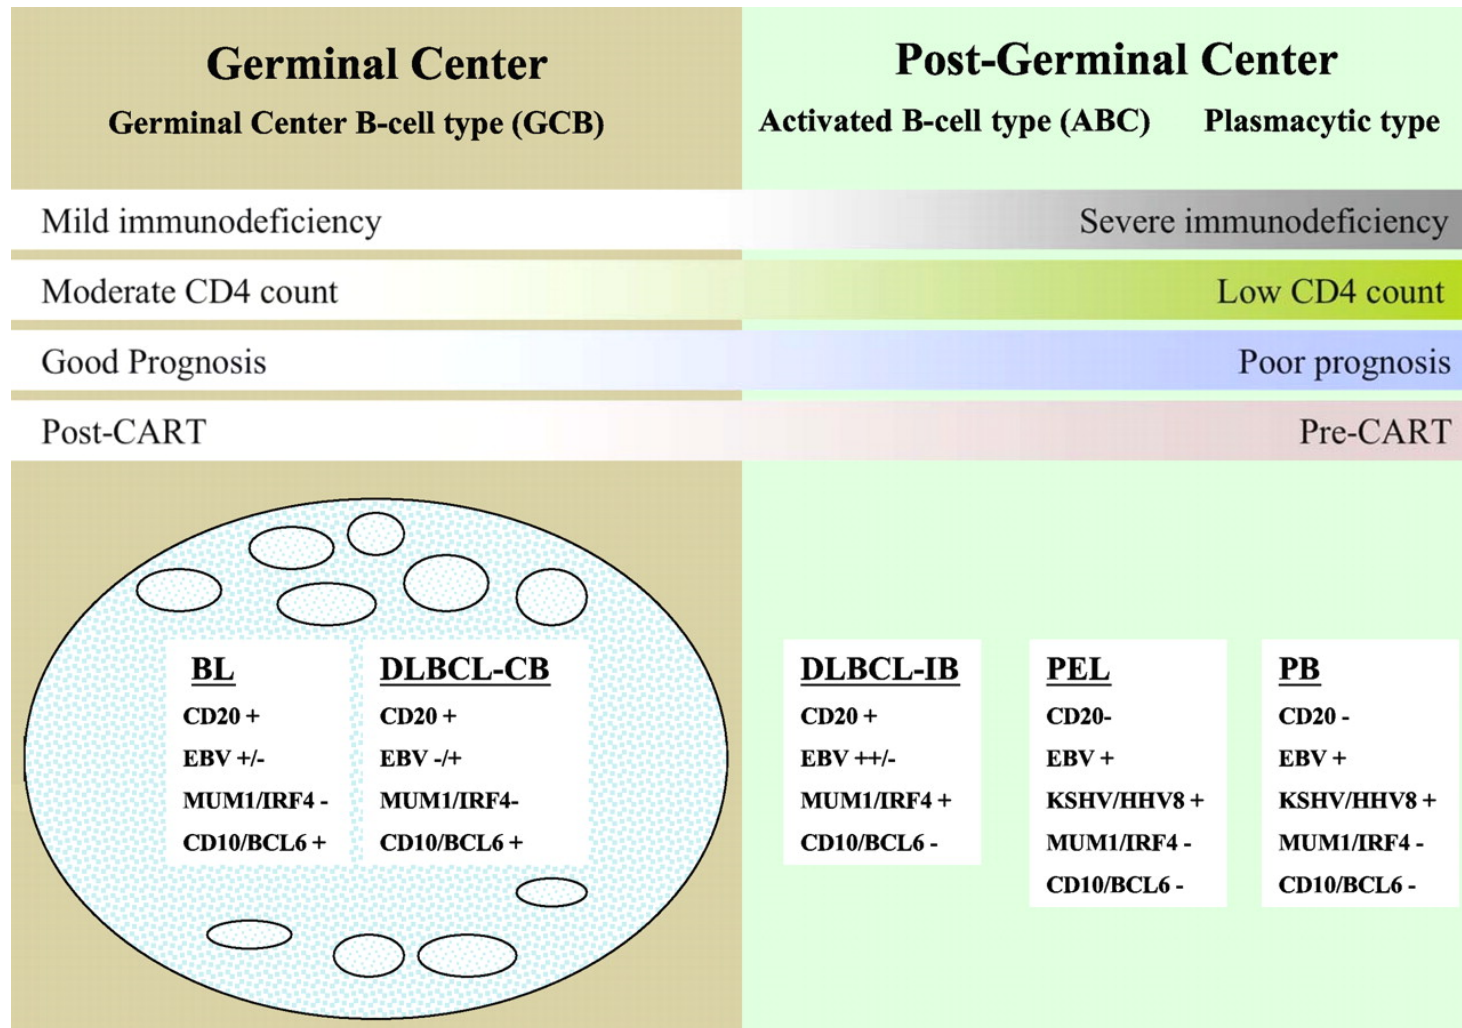 Germinal Center
Germinal Center B-cell type (GCB)
Post-Germinal Center
Activated B-cell type (ABC)
Plasmacytic type
Mild immunodeficiency
Severe immunodeficiency
Moderate CD4 count
Low CD4 count
Good Prognosis
Poor prognosis
Post-CART
Pre-CART
BL
CD20 +
EBV +/-
MUM1/IRF4 -
CD10/BCL6 +
DLBCL-CB
CD20 +
EBV -/+
MUM1/IRF4-
CD10/BCL6 +
DLBCL-IB
CD20 +
EBV ++/-
MUM1/IRF4 +
CD10/BCL6 -
PEL
CD20-
EBV +
KSHV/HHV8 +
MUM1/IRF4 -
CD10/BCL6 -
PB
CD20 -
EBV +
KSHV/HHV8 +
MUM1/IRF4 -
CD10/BCL6 -